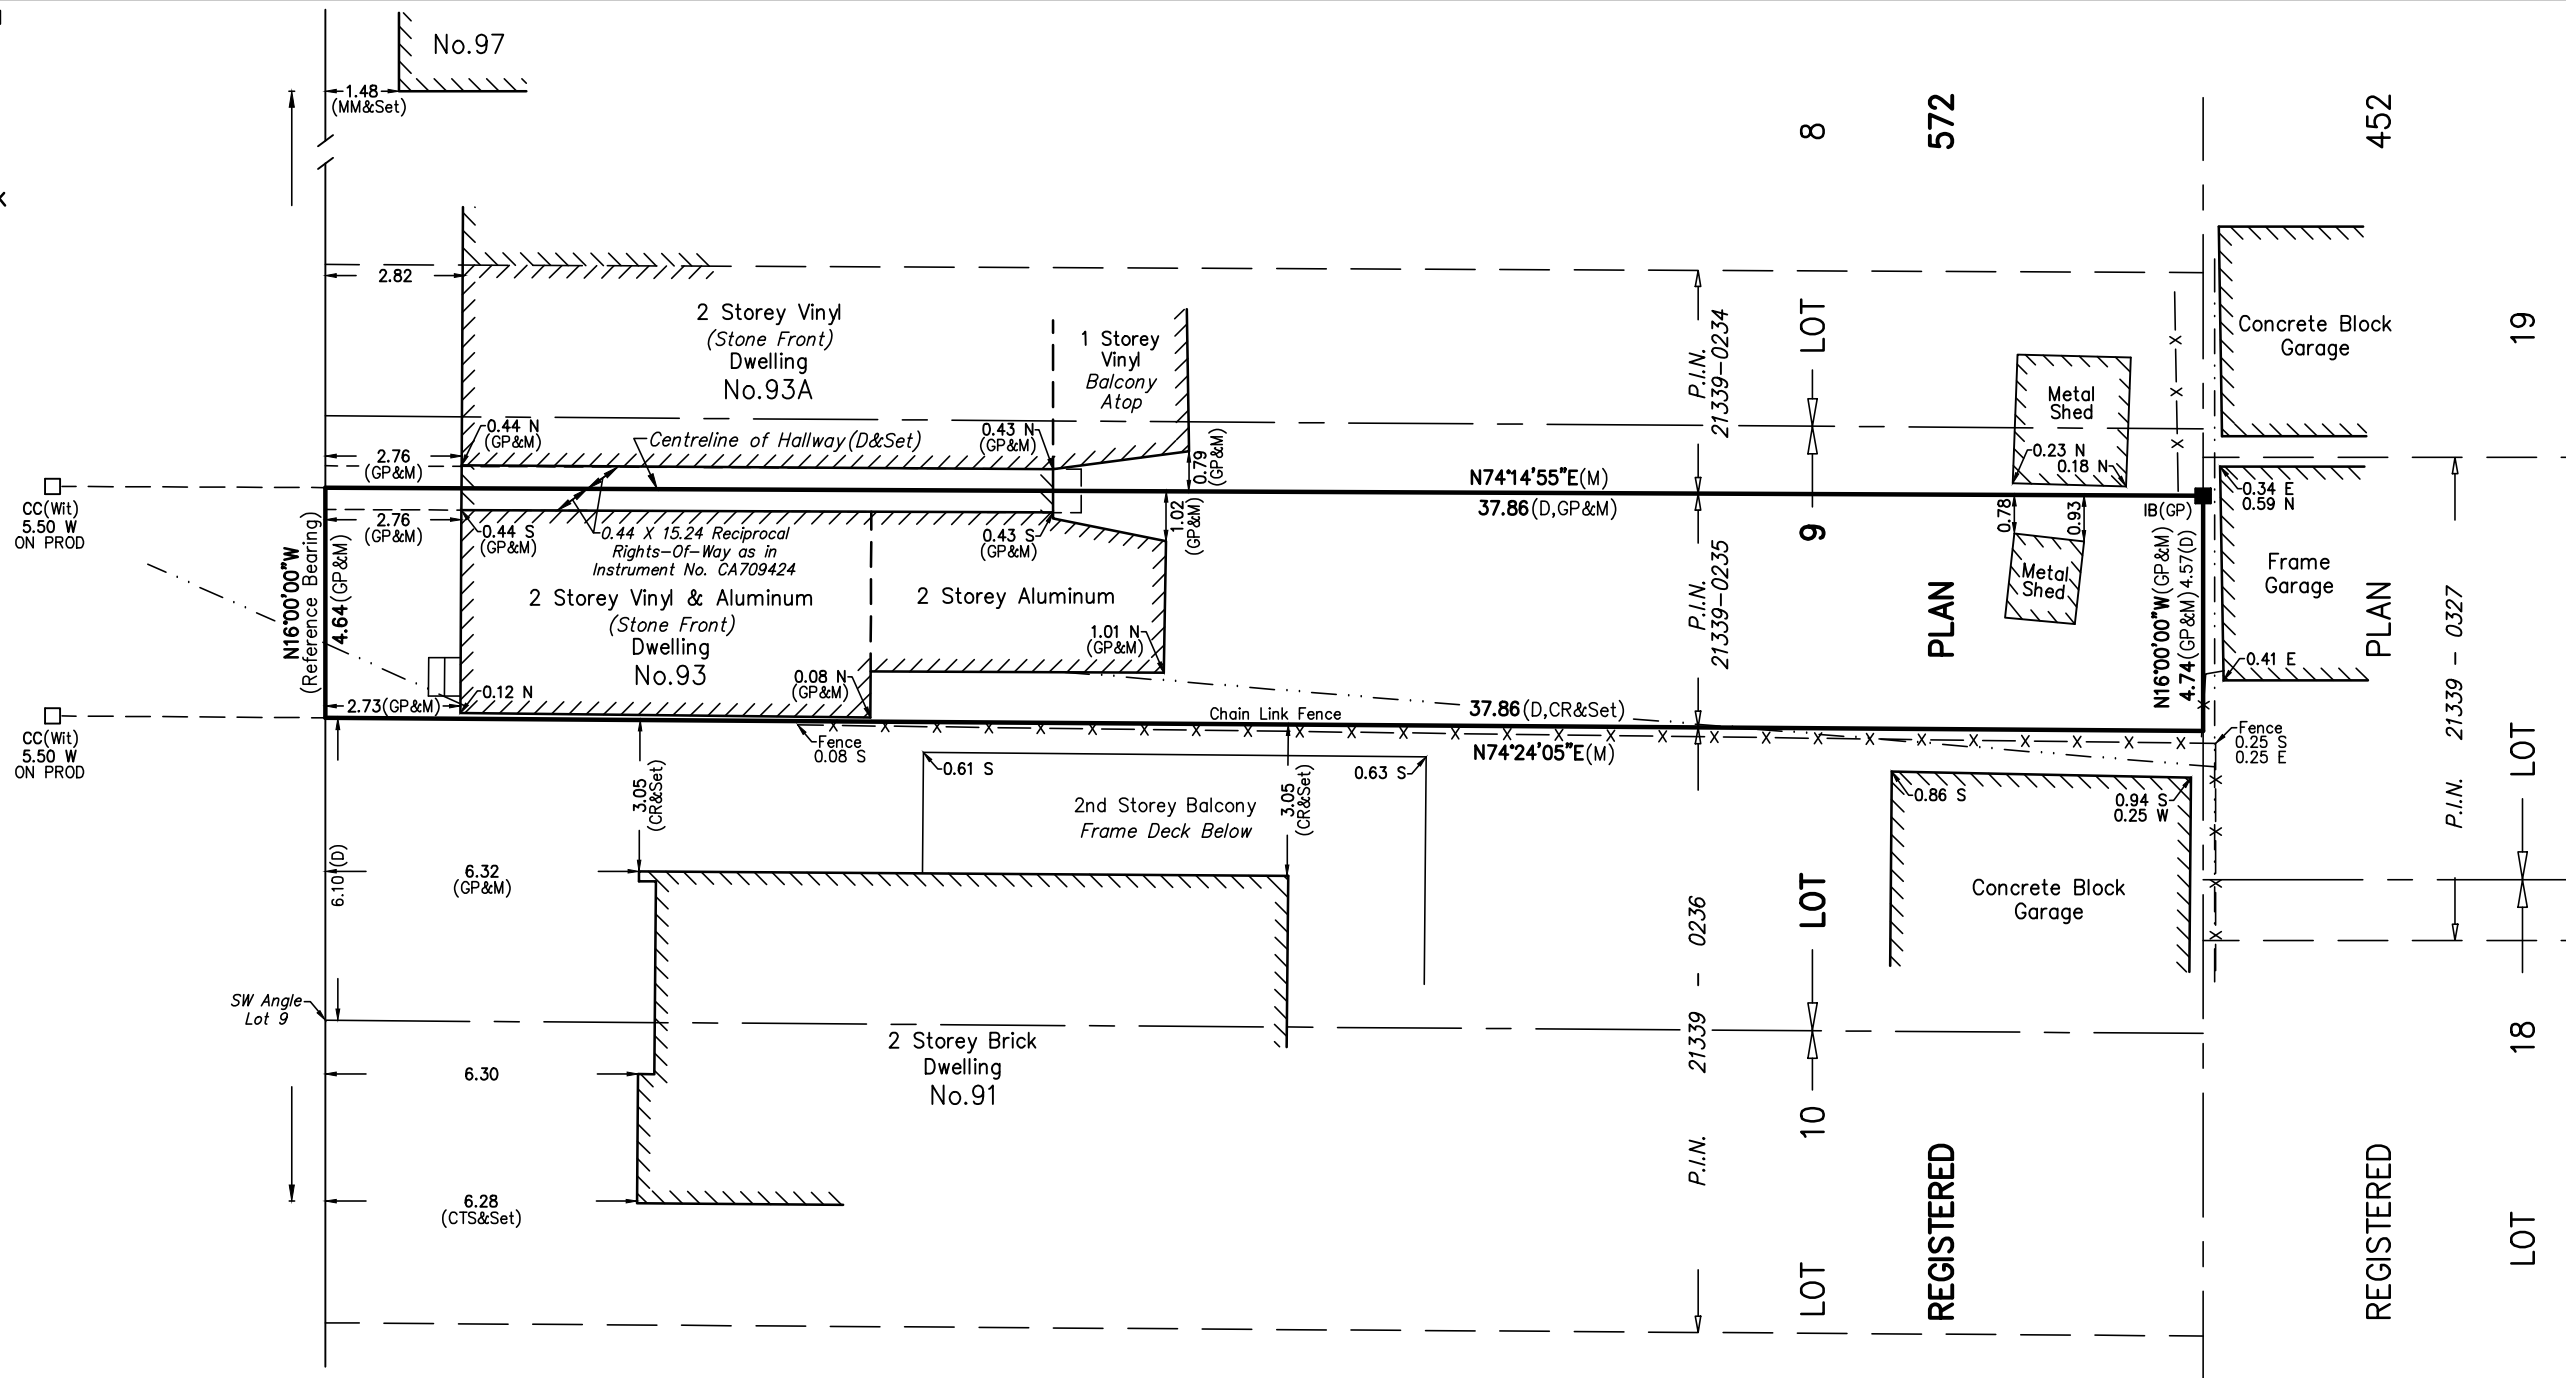 No.97
1.48
(MM&Set)
8
572
452
2.82
2 Storey Vinyl
(Stone Front)
Dwelling
No.93A
1 Storey
Vinyl
Balcony
Atop
P.I.N.
21339-0234
LOT
Metal
Shed
Concrete Block
Garage
19
0.44 N
(GP&M)
Centreline of Hallway(D&Set)
0.43 N
(GP&M)
0.79
(GP&M)
2.76
(GP&M)
0.23 N
0.18 N
CC(Wit)
5.50 W
ON PROD
N74°14'55"E(M)
37.86(D,GP&M)
0.34 E
0.59 N
IB(GP)
2.76
(GP&M)
0.44 S
(GP&M)
0.44 X 15.24 Reciprocal
Rights-Of-Way as in
Instrument No. CA709424
0.43 S
(GP&M)
1.02
(GP&M)
9
0.78
0.93
N16°00'00"W
(Reference Bearing)
4.64(GP&M)
2 Storey Vinyl & Aluminum
(Stone Front)
Dwelling
No.93
2 Storey Aluminum
P.I.N.
21339-0235
PLAN
Metal
Shed
N16°00'00"W(GP&M)
4.74(GP&M) 4.57(D)
Frame
Garage
PLAN
P.I.N. 21339 - 0327
1.01 N
(GP&M)
0.41 E
0.12 N
0.08 N
(GP&M)
2.73(GP&M)
CC(Wit)
5.50 W
ON PROD
Chain Link Fence
37.86(D,CR&Set)
N74°24'05"E(M)
Fence
0.08 S
Fence
0.25 S
0.25 E
LOT
0.61 S
0.63 S
3.05
(CR&Set)
3.05
(CR&Set)
2nd Storey Balcony
Frame Deck Below
0.86 S
0.94 S
0.25 W
6.10(D)
6.32
(GP&M)
LOT
Concrete Block
Garage
P.I.N. 21339 - 0236
SW Angle
Lot 9
2 Storey Brick
Dwelling
No.91
6.30
10
18
6.28
(CTS&Set)
LOT
REGISTERED
REGISTERED
LOT